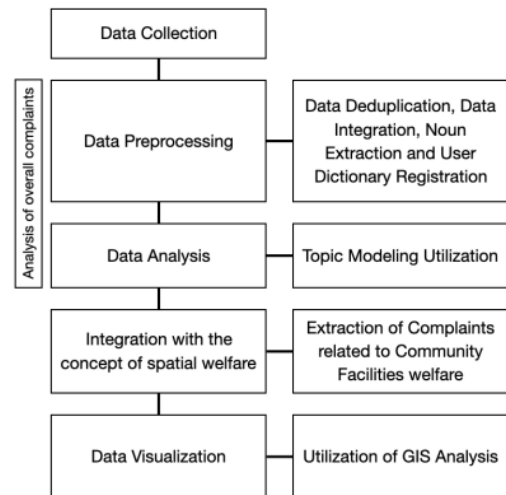 Data Collection
Analysis of overall complaints
Data Preprocessing
Data Deduplication, Data
Integration, Noun
Extraction and User
Dictionary Registration
Data Analysis
Topic Modeling Utilization
Integration with the
concept of spatial welfare
Extraction of Complaints
related to Community
Facilities welfare
Data Visualization
Utilization of GIS Analysis